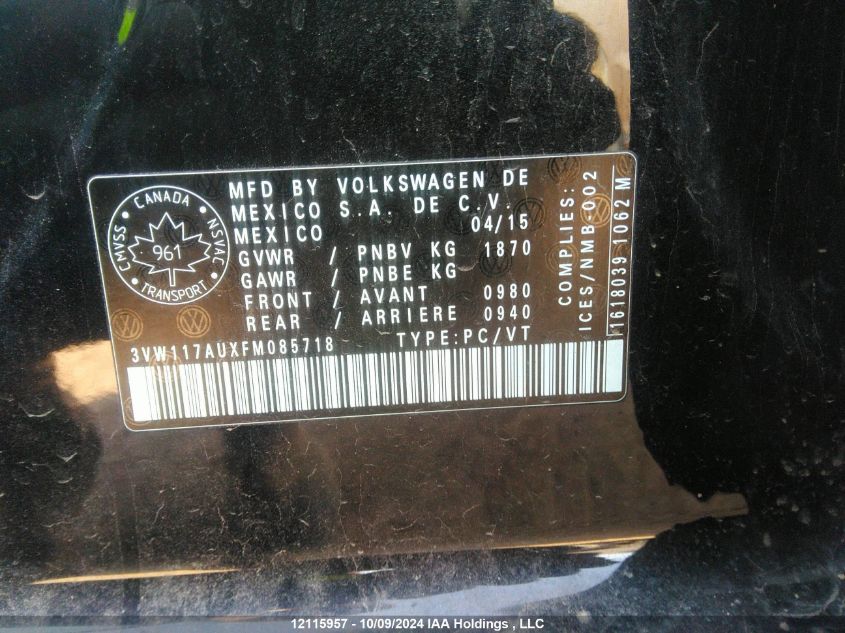 MFD BY VOLKSWAGEN DE
MEXICO S.A. DE C.V.
MEXICO 04/15
GVWR / PNBV KG 1870
GAWR / PNBE KG
FRONT / AVANT 0980
REAR / ARRIERE 0940
3VW117AUXFM085718 TYPE:PC/VT
CANADA
CMVSS NSVAC
961
TRANSPORT
COMPLIES:
ICES/NMB-002
1618039 1062 M
12115957 - 10/09/2024 IAA Holdings , LLC